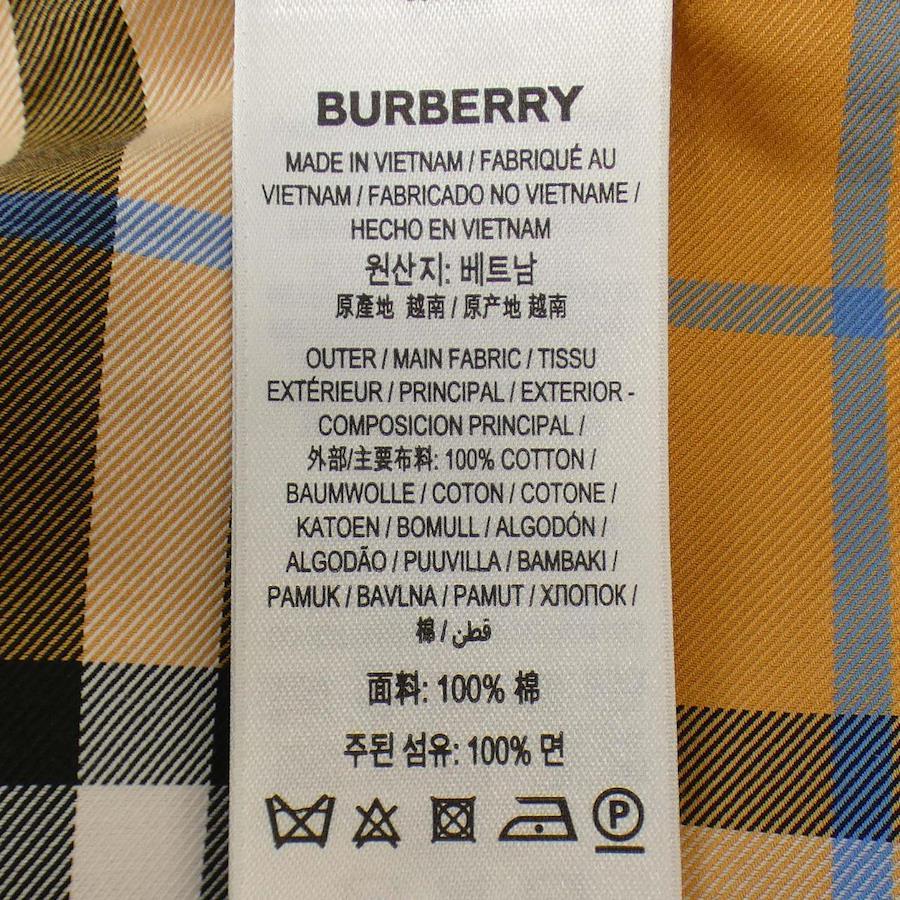 BURBERRY
MADE IN VIETNAM / FABRIQUÉ AU
VIETNAM / FABRICADO NO VIETNAME /
HECHO EN VIETNAM
원산지: 베트남
原產地 越南 / 原产地 越南
OUTER / MAIN FABRIC / TISSU
EXTÉRIEUR / PRINCIPAL / EXTERIOR -
COMPOSICION PRINCIPAL /
外部/主要布料: 100% COTTON /
BAUMWOLLE / COTON / COTONE /
KATOEN / BOMULL / ALGODÓN /
ALGODÃO / PUUVILLA / BAMBAKI /
PAMUK / BAVLNA / PAMUT / ХЛОПОК /
棉 / قطن
面料: 100% 棉
주된 섬유: 100% 면
P